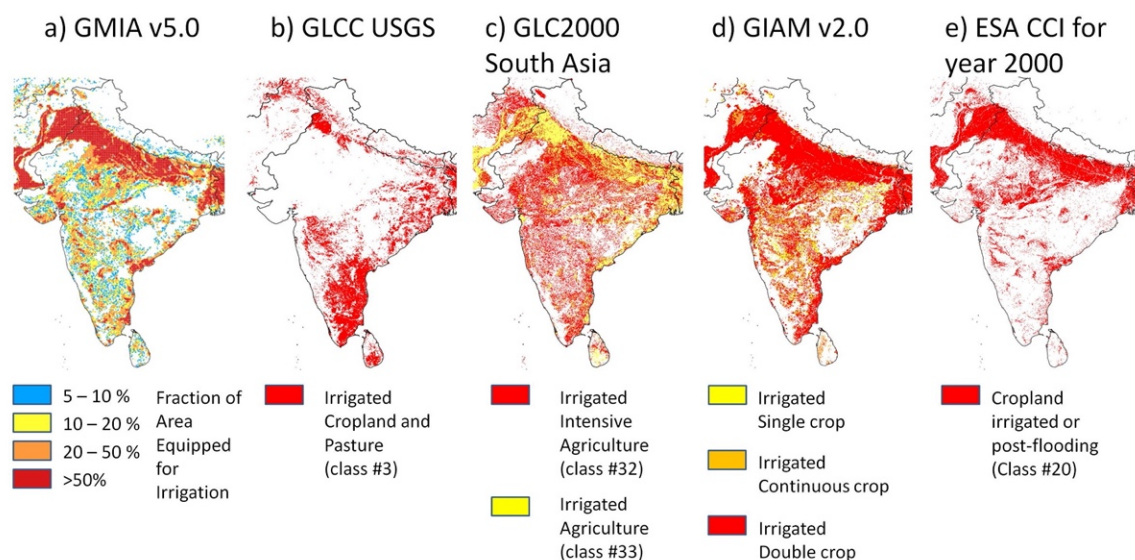 a) GMIA v5.0
b) GLCC USGS
c) GLC2000
South Asia
d) GIAM v2.0
e) ESA CCI for
year 2000
5 – 10 %
10 – 20 %
20 – 50 %
>50%
Fraction of
Area
Equipped
for
Irrigation
Irrigated
Cropland and
Pasture
(class #3)
Irrigated
Intensive
Agriculture
(class #32)
Irrigated
Agriculture
(class #33)
Irrigated
Single crop
Irrigated
Continuous crop
Irrigated
Double crop
Cropland
irrigated or
post-flooding
(Class #20)